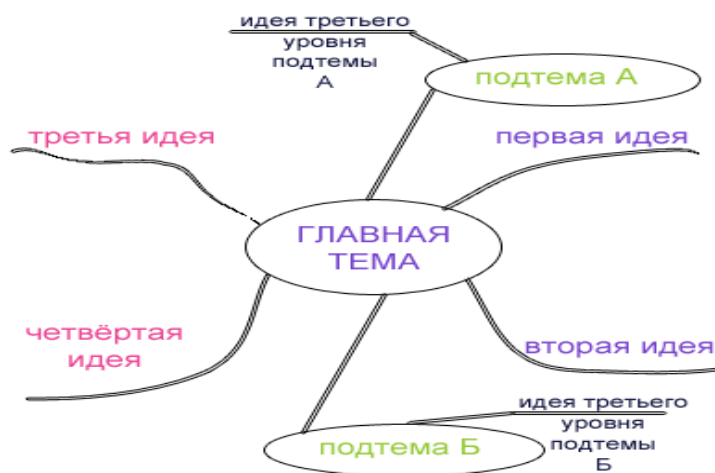 идея третьего
уровня
подтемы
А
подтема А
третья идея
первая идея
ГЛАВНАЯ
ТЕМА
четвёртая
идея
вторая идея
подтема Б
идея третьего
уровня
подтемы
Б